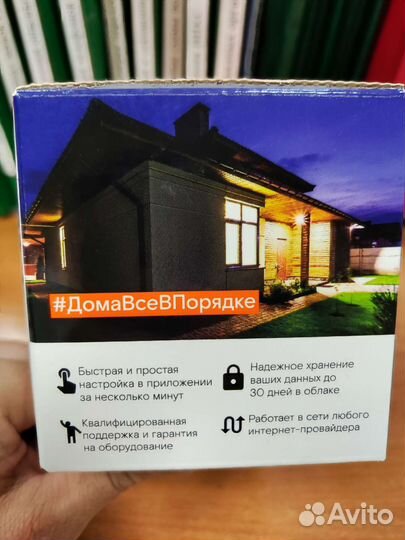 #ДомаВсеВПорядке
Быстрая и простая
настройка в приложении
за несколько минут
Надежное хранение
ваших данных до
30 дней в облаке
Квалифицированная
поддержка и гарантия
на оборудование
Работает в сети любого
интернет-провайдера
Avito